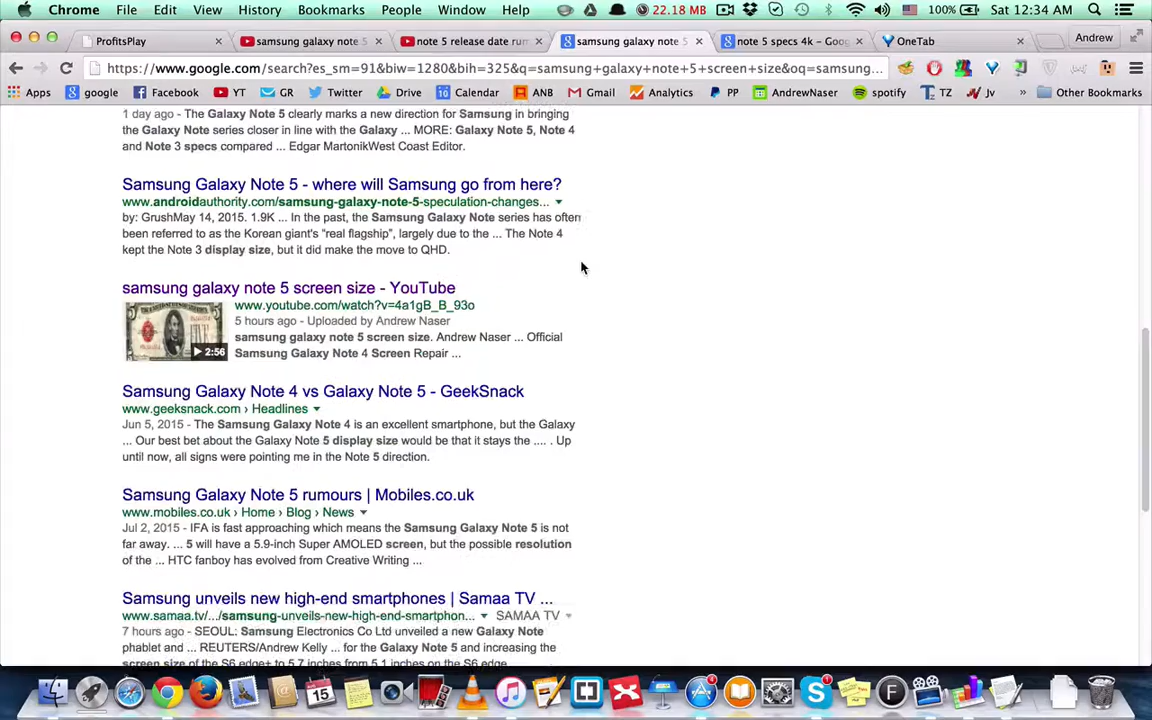 Chrome File Edit View History Bookmarks People Window Help 22.18 MB 100% Sat 12:34 AM
ProfitsPlay samsung galaxy note 5 note 5 release date rum samsung galaxy note 5 note 5 specs 4k - Goo OneTab Andrew
https://www.google.com/search?es_sm=91&biw=1280&bih=325&q=samsung+galaxy+note+5+screen+size&oq=samsung...
Apps google Facebook YT GR Twitter Drive 10 Calendar ANB Gmail Analytics PP AndrewNaser spotify TZ Jv » Other Bookmarks
1 day ago - The Galaxy Note 5 clearly marks a new direction for Samsung in bringing
the Galaxy Note series closer in line with the Galaxy ... MORE: Galaxy Note 5, Note 4
and Note 3 specs compared ... Edgar MartonikWest Coast Editor.
Samsung Galaxy Note 5 - where will Samsung go from here?
www.androidauthority.com/samsung-galaxy-note-5-speculation-changes...
by: GrushMay 14, 2015. 1.9K ... In the past, the Samsung Galaxy Note series has often
been referred to as the Korean giant's "real flagship", largely due to the ... The Note 4
kept the Note 3 display size, but it did make the move to QHD.
samsung galaxy note 5 screen size - YouTube
www.youtube.com/watch?v=4a1gB_B_93o
5 hours ago - Uploaded by Andrew Naser
samsung galaxy note 5 screen size. Andrew Naser ... Official
2:56 Samsung Galaxy Note 4 Screen Repair ...
Samsung Galaxy Note 4 vs Galaxy Note 5 - GeekSnack
www.geeksnack.com › Headlines
Jun 5, 2015 - The Samsung Galaxy Note 4 is an excellent smartphone, but the Galaxy
... Our best bet about the Galaxy Note 5 display size would be that it stays the .... . Up
until now, all signs were pointing me in the Note 5 direction.
Samsung Galaxy Note 5 rumours | Mobiles.co.uk
www.mobiles.co.uk › Home › Blog › News
Jul 2, 2015 - IFA is fast approaching which means the Samsung Galaxy Note 5 is not
far away. ... 5 will have a 5.9-inch Super AMOLED screen, but the possible resolution
of the ... HTC fanboy has evolved from Creative Writing ...
Samsung unveils new high-end smartphones | Samaa TV ...
www.samaa.tv/.../samsung-unveils-new-high-end-smartphon... SAMAA TV
7 hours ago - SEOUL: Samsung Electronics Co Ltd unveiled a new Galaxy Note
phablet and ... REUTERS/Andrew Kelly ... for the Galaxy Note 5 and increasing the
screen size of the S6 edge+ to 5.7 inches from 5.1 inches on the S6 edge.
15